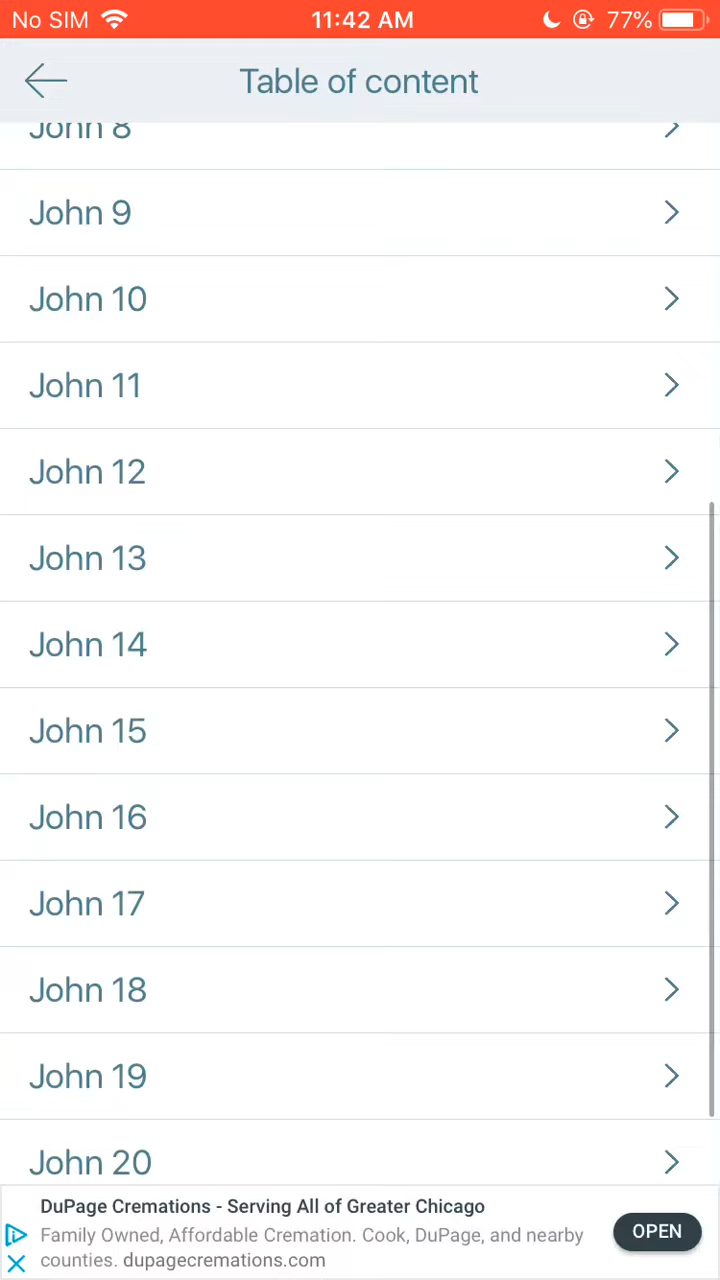 No SIM 11:42 AM 77%
Table of content
John 8
John 9
John 10
John 11
John 12
John 13
John 14
John 15
John 16
John 17
John 18
John 19
John 20
DuPage Cremations - Serving All of Greater Chicago
Family Owned, Affordable Cremation. Cook, DuPage, and nearby
counties. dupagecremations.com
OPEN